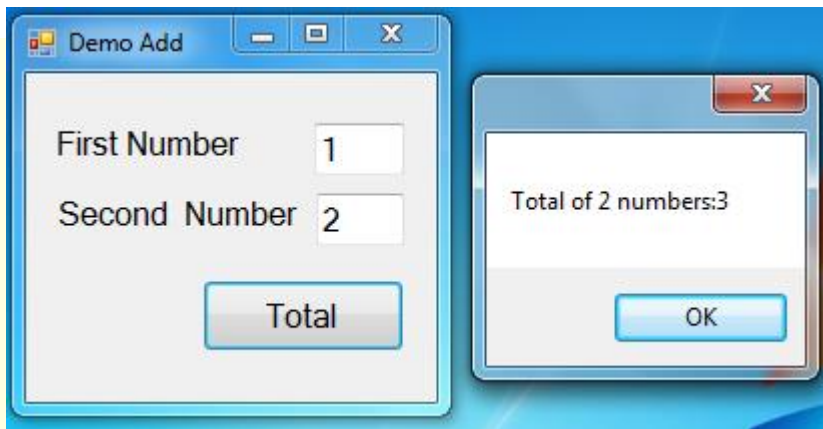 Demo Add
First Number 1
Second Number 2
Total
Total of 2 numbers:3
OK